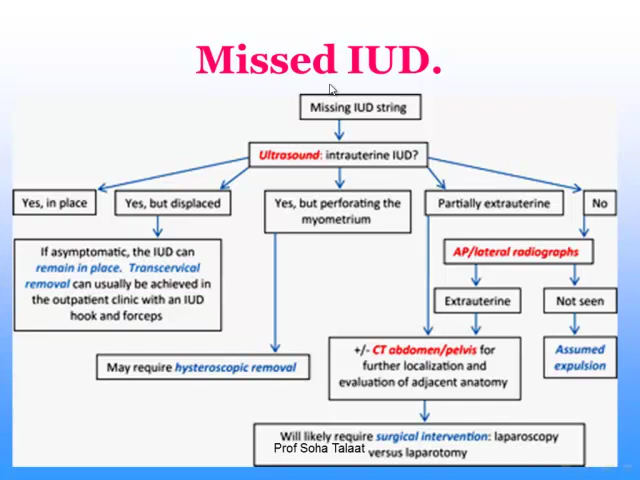 Missed IUD.
Missing IUD string
Ultrasound: intrauterine IUD?
Yes, in place
Yes, but displaced
Yes, but perforating the
myometrium
Partially extrauterine
No
If asymptomatic, the IUD can
remain in place. Transcervical
removal can usually be achieved in
the outpatient clinic with an IUD
hook and forceps
AP/lateral radiographs
Extrauterine
Not seen
May require hysteroscopic removal
+/- CT abdomen/pelvis for
further localization and
evaluation of adjacent anatomy
Assumed
expulsion
Will likely require surgical intervention: laparoscopy
versus laparotomy
Prof Soha Talaat